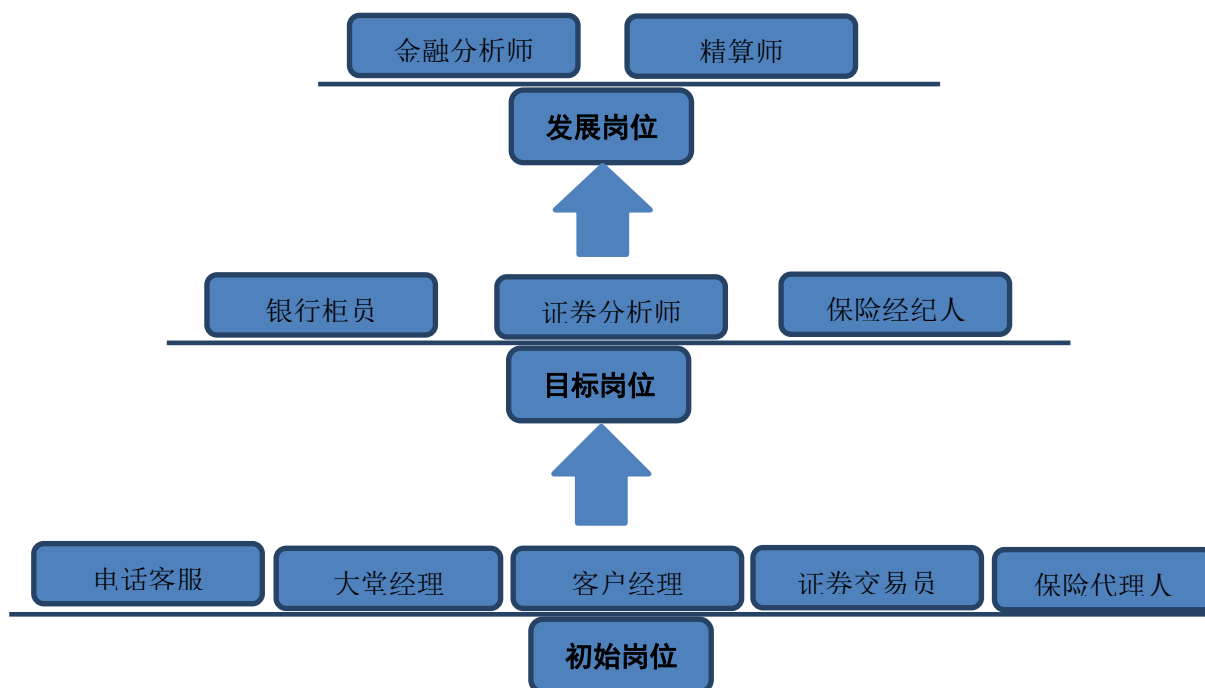 金融分析师
精算师
发展岗位
银行柜员
证券分析师
保险经纪人
目标岗位
电话客服
大堂经理
客户经理
证券交易员
保险代理人
初始岗位